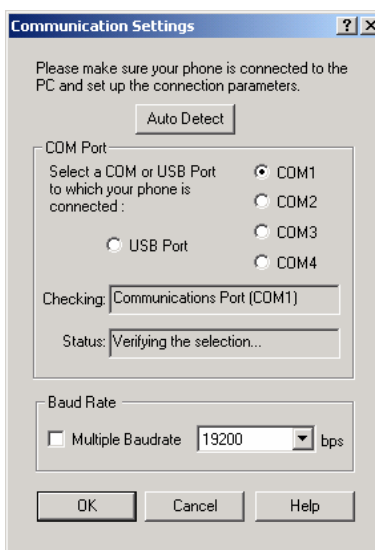 Communication Settings
Please make sure your phone is connected to the
PC and set up the connection parameters.
Auto Detect
COM Port
Select a COM or USB Port
to which your phone is
connected :
USB Port
COM1
COM2
COM3
COM4
Checking: Communications Port (COM1)
Status: Verifying the selection...
Baud Rate
Multiple Baudrate 19200 bps
OK Cancel Help